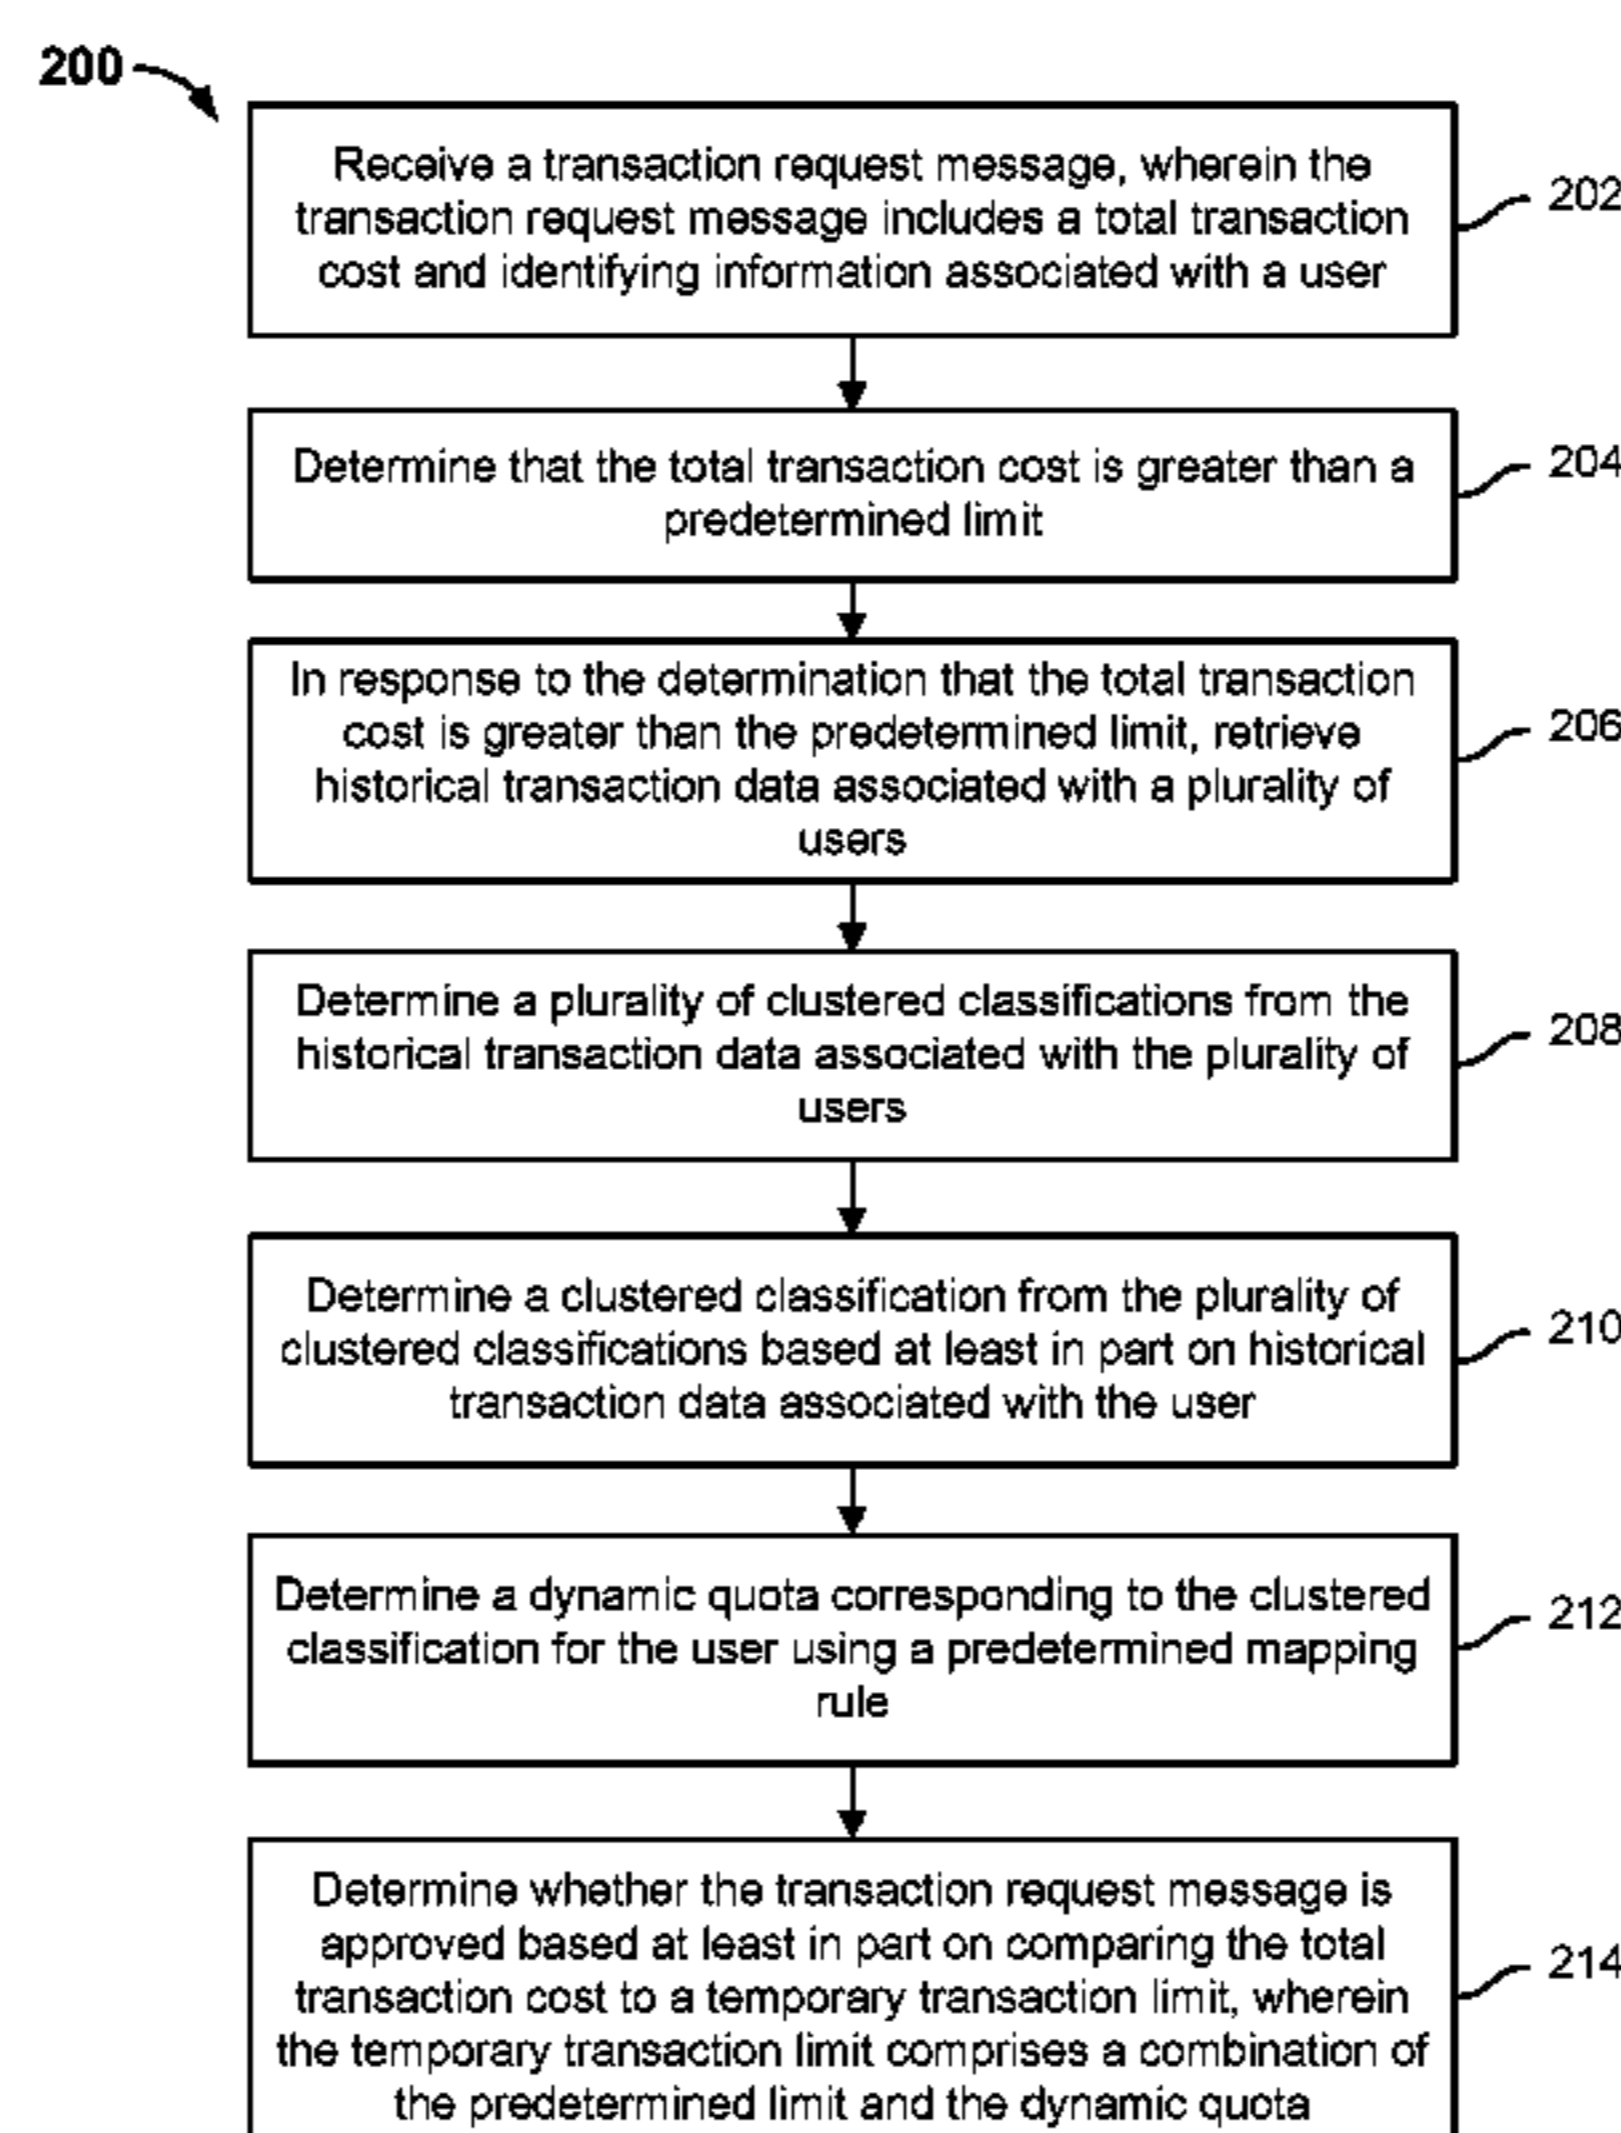 200
Receive a transaction request message, wherein the
transaction request message includes a total transaction
cost and identifying information associated with a user
202
Determine that the total transaction cost is greater than a
predetermined limit
204
In response to the determination that the total transaction
cost is greater than the predetermined limit, retrieve
historical transaction data associated with a plurality of
users
206
Determine a plurality of clustered classifications from the
historical transaction data associated with the plurality of
users
208
Determine a clustered classification from the plurality of
clustered classifications based at least in part on historical
transaction data associated with the user
210
Determine a dynamic quota corresponding to the clustered
classification for the user using a predetermined mapping
rule
212
Determine whether the transaction request message is
approved based at least in part on comparing the total
transaction cost to a temporary transaction limit, wherein
the temporary transaction limit comprises a combination of
the predetermined limit and the dynamic quota
214